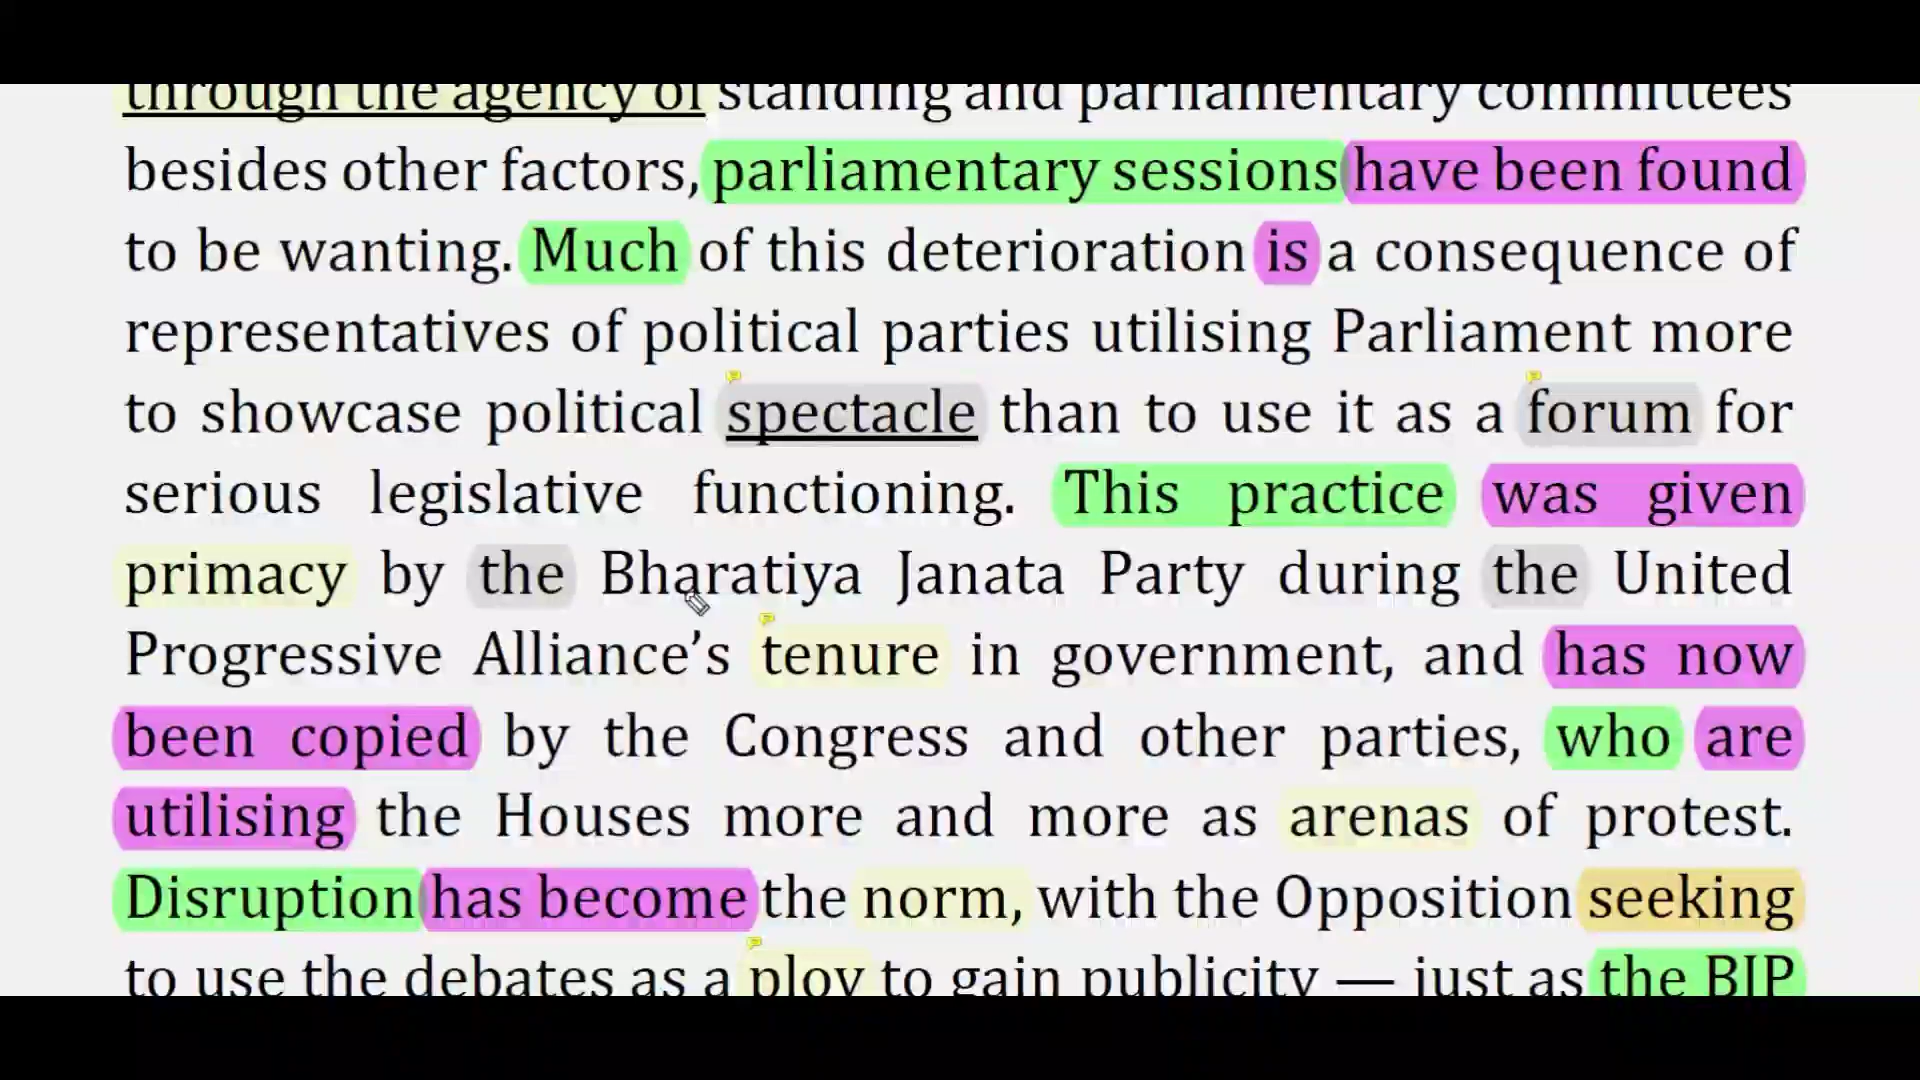 through the agency of standing and parliamentary committees
besides other factors, parliamentary sessions have been found
to be wanting. Much of this deterioration is a consequence of
representatives of political parties utilising Parliament more
to showcase political spectacle than to use it as a forum for
serious legislative functioning. This practice was given
primacy by the Bharatiya Janata Party during the United
Progressive Alliance’s tenure in government, and has now
been copied by the Congress and other parties, who are
utilising the Houses more and more as arenas of protest.
Disruption has become the norm, with the Opposition seeking
to use the debates as a ploy to gain publicity — just as the BJP